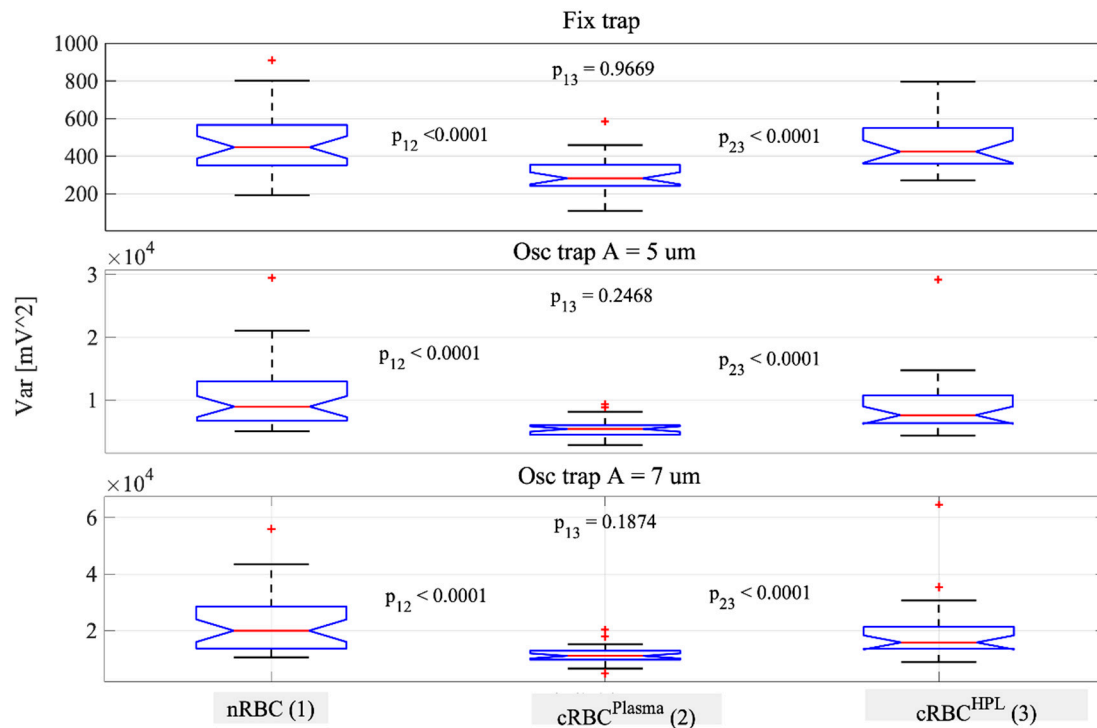 Fix trap
1000
800
600
400
200
p13 = 0.9669
p12 <0.0001
p23 < 0.0001
Var [mV^2]
×10^4
Osc trap A = 5 um
3
2
1
p13 = 0.2468
p12 < 0.0001
p23 < 0.0001
×10^4
Osc trap A = 7 um
6
4
2
p13 = 0.1874
p12 < 0.0001
p23 < 0.0001
nRBC (1)
cRBC^Plasma (2)
cRBC^HPL (3)